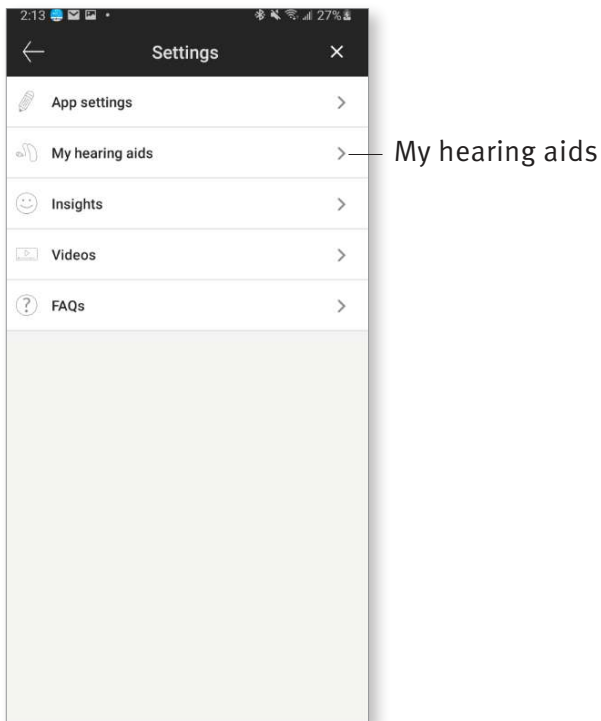 2:13 27%
Settings
App settings
My hearing aids My hearing aids
Insights
Videos
FAQs